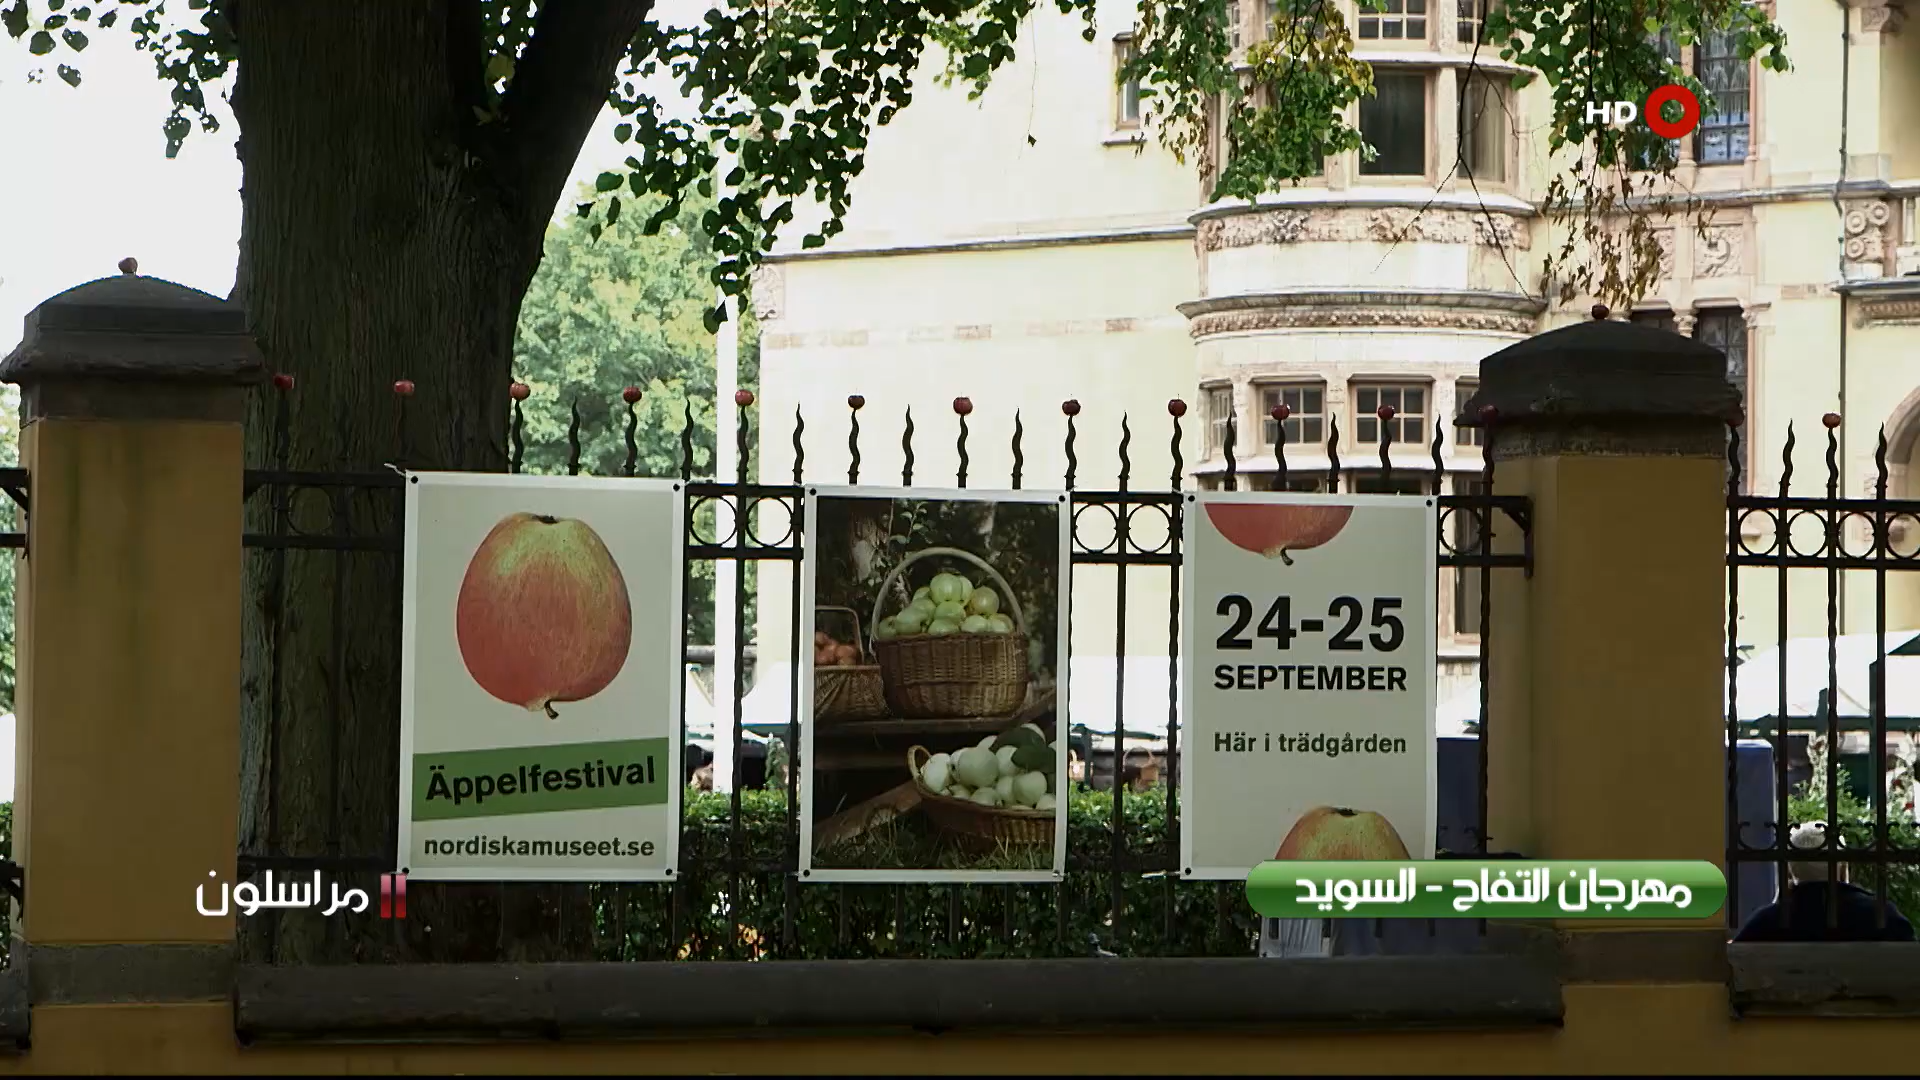 HD
Äppelfestival
nordiskamuseet.se
24-25
SEPTEMBER
Här i trädgården
مراسلون
مهرجان التفاح - السويد